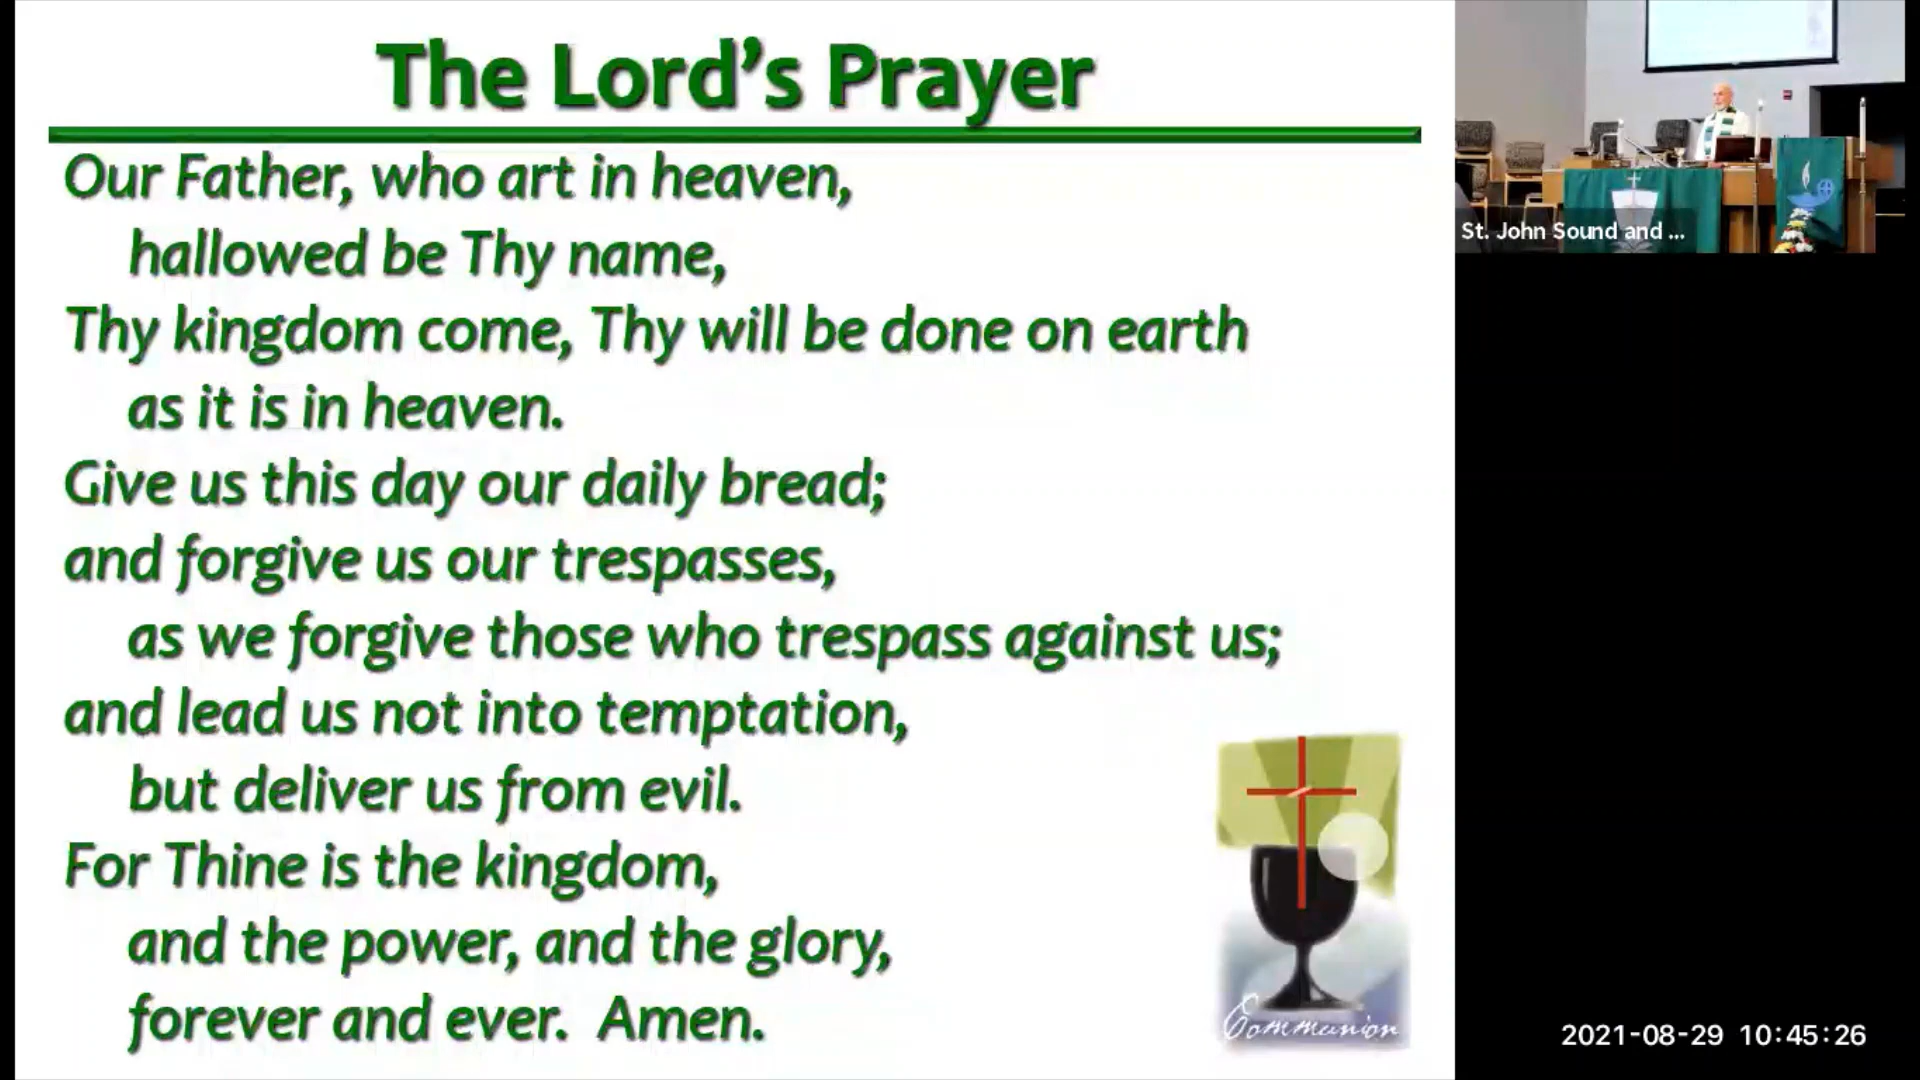 The Lord’s Prayer
Our Father, who art in heaven,
hallowed be Thy name,
Thy kingdom come, Thy will be done on earth
as it is in heaven.
Give us this day our daily bread;
and forgive us our trespasses,
as we forgive those who trespass against us;
and lead us not into temptation,
but deliver us from evil.
For Thine is the kingdom,
and the power, and the glory,
forever and ever. Amen.
Communion
St. John Sound and ...
2021-08-29 10:45:26